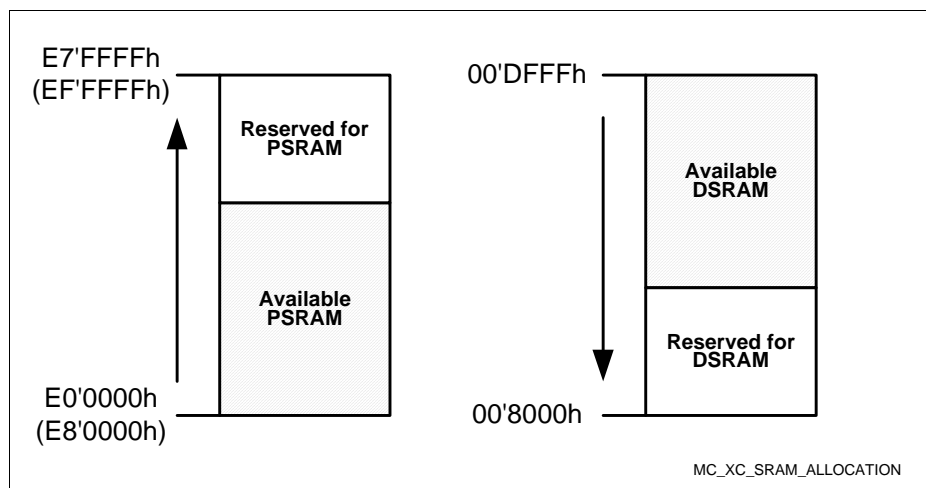 E7'FFFFh
(EF'FFFFh)
Reserved for
PSRAM
Available
PSRAM
E0'0000h
(E8'0000h)
00'DFFFh
Available
DSRAM
Reserved for
DSRAM
00'8000h
MC_XC_SRAM_ALLOCATION